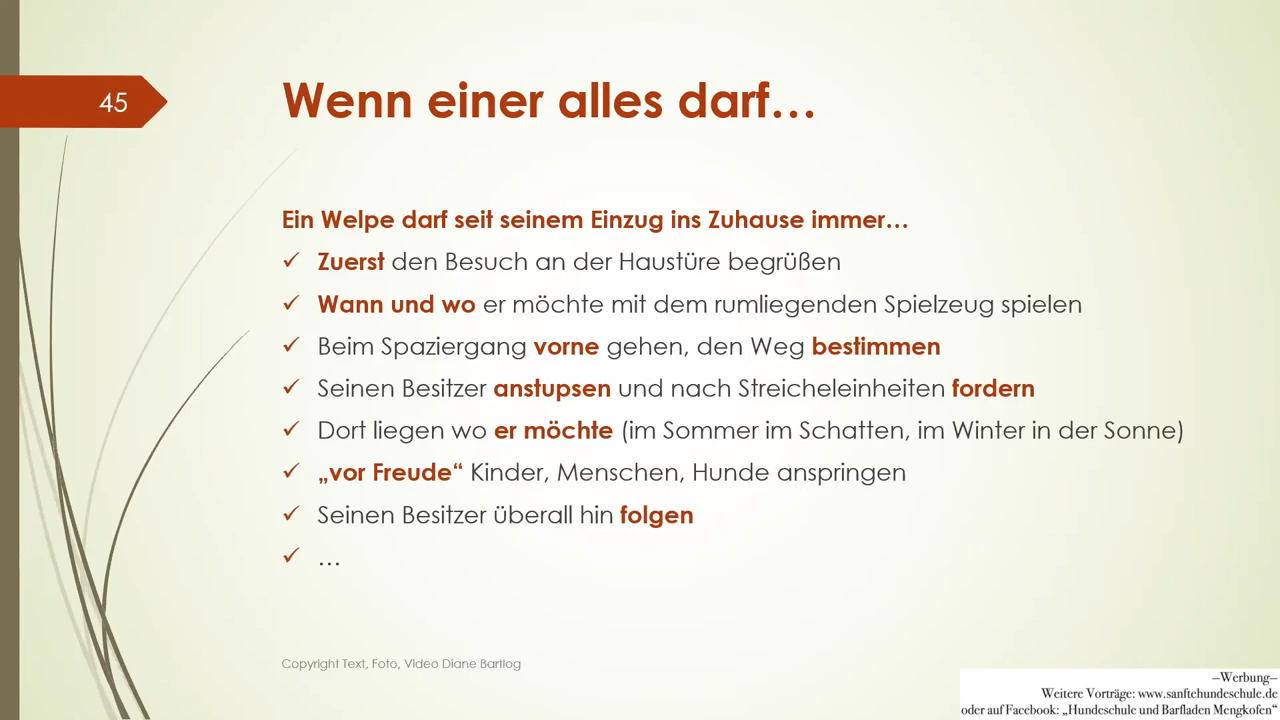 45
Wenn einer alles darf…
Ein Welpe darf seit seinem Einzug ins Zuhause immer…
✓ Zuerst den Besuch an der Haustüre begrüßen
✓ Wann und wo er möchte mit dem rumliegenden Spielzeug spielen
✓ Beim Spaziergang vorne gehen, den Weg bestimmen
✓ Seinen Besitzer anstupsen und nach Streicheleinheiten fordern
✓ Dort liegen wo er möchte (im Sommer im Schatten, im Winter in der Sonne)
✓ „vor Freude“ Kinder, Menschen, Hunde anspringen
✓ Seinen Besitzer überall hin folgen
✓ …
Copyright Text, Foto, Video Diane Bartlog
—Werbung—
Weitere Vorträge: www.sanftehundeschule.de
oder auf Facebook: „Hundeschule und Barfladen Mengkofen“